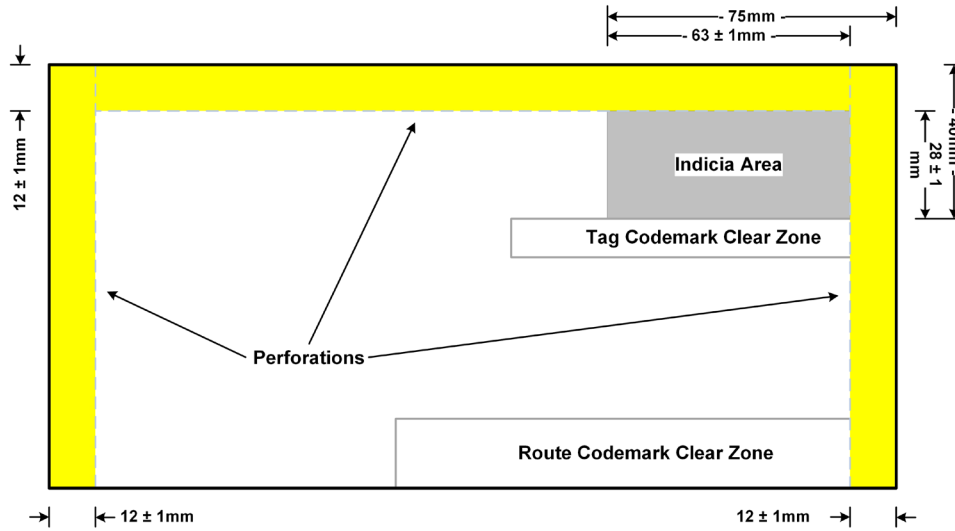 - 75mm -
- 63 ± 1mm -
12 ± 1mm
- 40mm -
28 ± 1
mm
Indicia Area
Tag Codemark Clear Zone
Perforations
Route Codemark Clear Zone
12 ± 1mm
12 ± 1mm